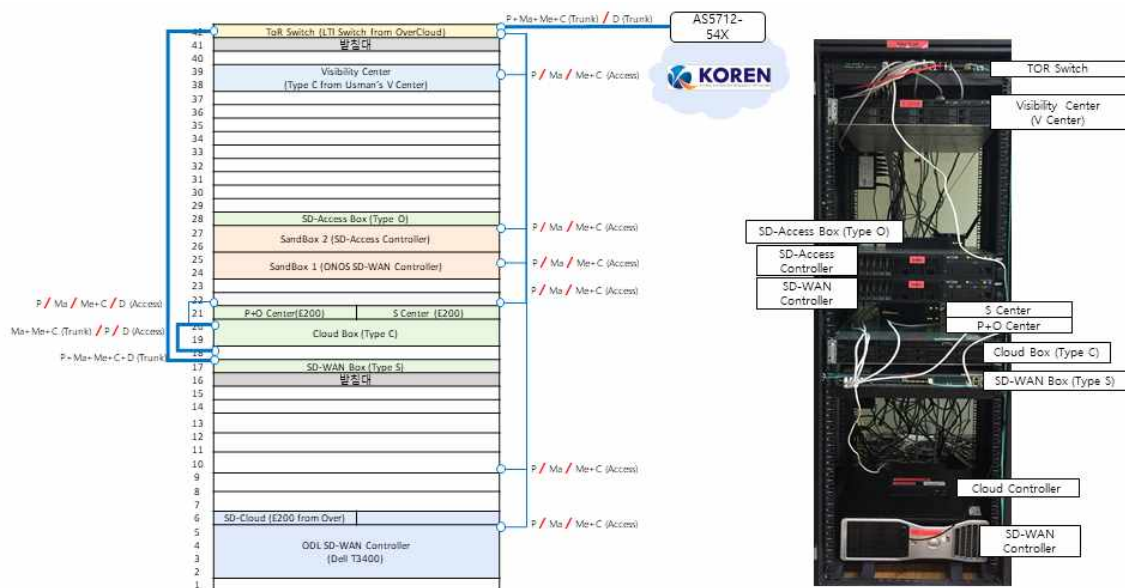 P+Ma+Me+C (Trunk) / D (Trunk)
AS5712-
54X
KOREN
42
ToR Switch (LTI Switch from OverCloud)
41
받침대
40
39
Visibility Center
38
(Type C from Usman's V Center)
P / Ma / Me+C (Access)
37
36
35
34
33
32
31
30
29
28
SD-Access Box (Type O)
27
SandBox 2 (SD-Access Controller)
P / Ma / Me+C (Access)
26
25
SandBox 1 (ONOS SD-WAN Controller)
P / Ma / Me+C (Access)
24
23
P / Ma / Me+C (Access)
22
P / Ma / Me+C / D (Access)
21
P+O Center(E200)
S Center (E200)
20
Ma+Me+C (Trunk) / P / D (Access)
Cloud Box (Type C)
19
18
P+Ma+Me+C+D (Trunk)
17
SD-WAN Box (Type S)
16
받침대
15
14
13
12
11
10
P / Ma / Me+C (Access)
9
8
7
6
SD-Cloud (E200 from Over)
P / Ma / Me+C (Access)
5
4
ODL SD-WAN Controller
3
(Dell T3400)
2
1
TOR Switch
Visibility Center
(V Center)
SD-Access Box (Type O)
SD-Access
Controller
SD-WAN
Controller
S Center
P+O Center
Cloud Box (Type C)
SD-WAN Box (Type S)
Cloud Controller
SD-WAN
Controller